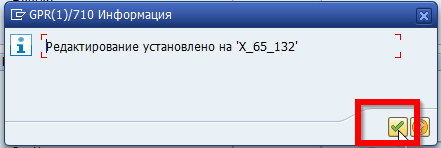 GPR(1)/710 Информация
Редактирование установлено на 'X_65_132'